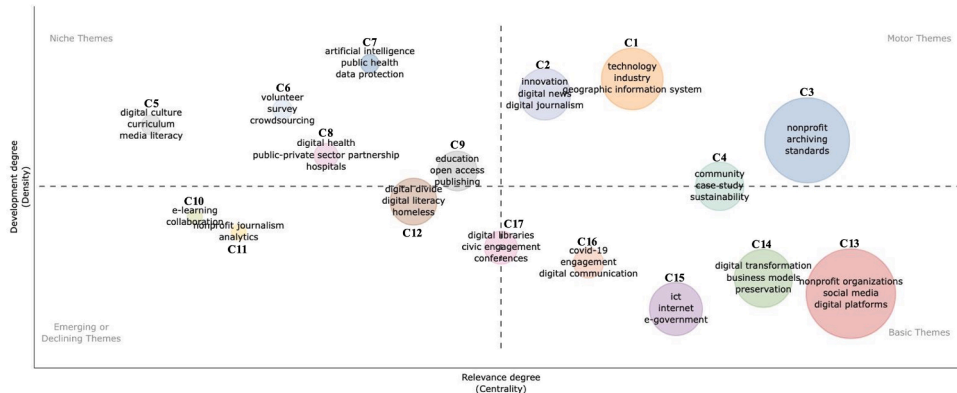 Niche Themes
Motor Themes
C7
artificial intelligence
public health
data protection
C1
technology
industry
geographic information system
C2
innovation
digital news
digital journalism
C6
volunteer
survey
crowdsourcing
C5
digital culture
curriculum
media literacy
C3
nonprofit
archiving
standards
C8
digital health
public-private sector partnership
hospitals
C9
education
open access
publishing
C4
community
case study
sustainability
digital divide
digital literacy
homeless
C12
C10
e-learning
collaboration
nonprofit journalism
analytics
C11
C17
digital libraries
civic engagement
conferences
C16
covid-19
engagement
digital communication
C14
digital transformation
business models
preservation
C13
nonprofit organizations
social media
digital platforms
C15
ict
internet
e-government
Emerging or
Declining Themes
Basic Themes
Development degree
(Density)
Relevance degree
(Centrality)